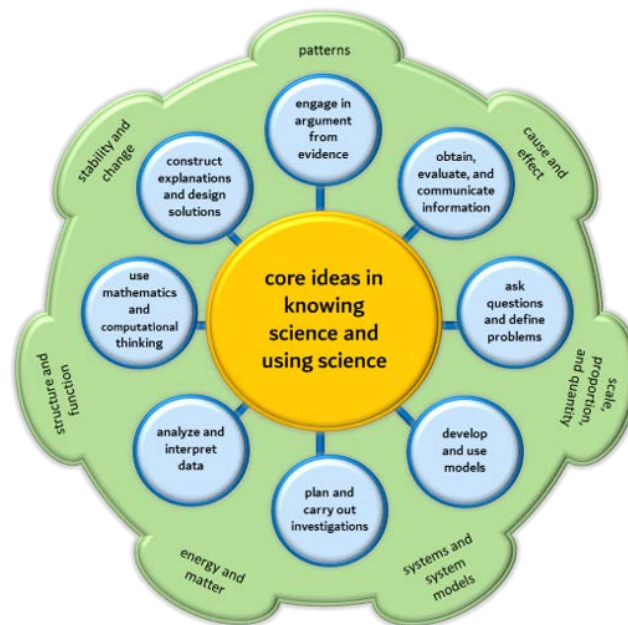 patterns
cause and
effect
scale,
proportion,
and quantity
systems and
system
models
energy and
matter
structure and
function
stability and
change
engage in
argument
from
evidence
obtain,
evaluate, and
communicate
information
ask
questions
and define
problems
develop
and use
models
plan and
carry out
investigations
analyze and
interpret
data
use
mathematics
and
computational
thinking
construct
explanations
and design
solutions
core ideas in
knowing
science and
using science